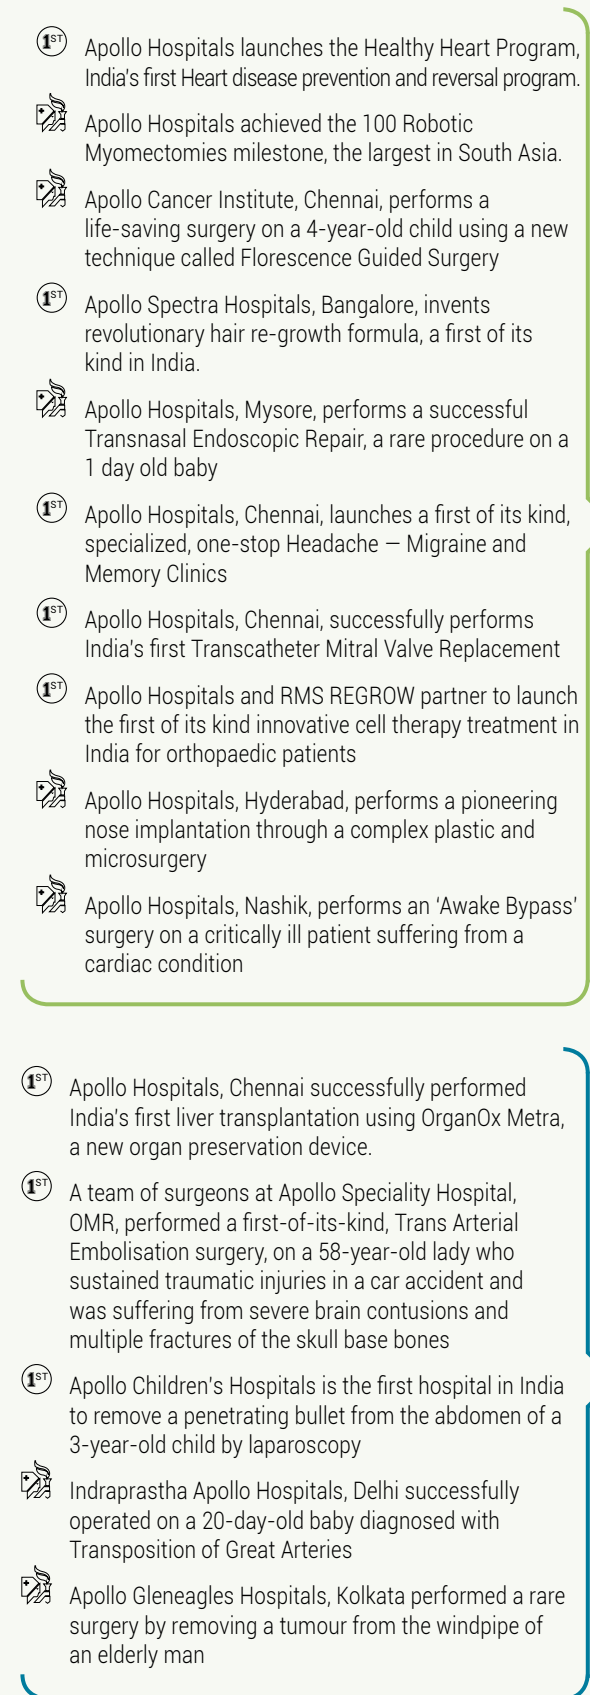 1ST Apollo Hospitals launches the Healthy Heart Program,
India's first Heart disease prevention and reversal program.
Apollo Hospitals achieved the 100 Robotic
Myomectomies milestone, the largest in South Asia.
Apollo Cancer Institute, Chennai, performs a
life-saving surgery on a 4-year-old child using a new
technique called Florescence Guided Surgery
1ST Apollo Spectra Hospitals, Bangalore, invents
revolutionary hair re-growth formula, a first of its
kind in India.
Apollo Hospitals, Mysore, performs a successful
Transnasal Endoscopic Repair, a rare procedure on a
1 day old baby
1ST Apollo Hospitals, Chennai, launches a first of its kind,
specialized, one-stop Headache — Migraine and
Memory Clinics
1ST Apollo Hospitals, Chennai, successfully performs
India's first Transcatheter Mitral Valve Replacement
1ST Apollo Hospitals and RMS REGROW partner to launch
the first of its kind innovative cell therapy treatment in
India for orthopaedic patients
Apollo Hospitals, Hyderabad, performs a pioneering
nose implantation through a complex plastic and
microsurgery
Apollo Hospitals, Nashik, performs an ‘Awake Bypass’
surgery on a critically ill patient suffering from a
cardiac condition
1ST Apollo Hospitals, Chennai successfully performed
India's first liver transplantation using OrganOx Metra,
a new organ preservation device.
1ST A team of surgeons at Apollo Speciality Hospital,
OMR, performed a first-of-its-kind, Trans Arterial
Embolisation surgery, on a 58-year-old lady who
sustained traumatic injuries in a car accident and
was suffering from severe brain contusions and
multiple fractures of the skull base bones
1ST Apollo Children's Hospitals is the first hospital in India
to remove a penetrating bullet from the abdomen of a
3-year-old child by laparoscopy
Indraprastha Apollo Hospitals, Delhi successfully
operated on a 20-day-old baby diagnosed with
Transposition of Great Arteries
Apollo Gleneagles Hospitals, Kolkata performed a rare
surgery by removing a tumour from the windpipe of
an elderly man